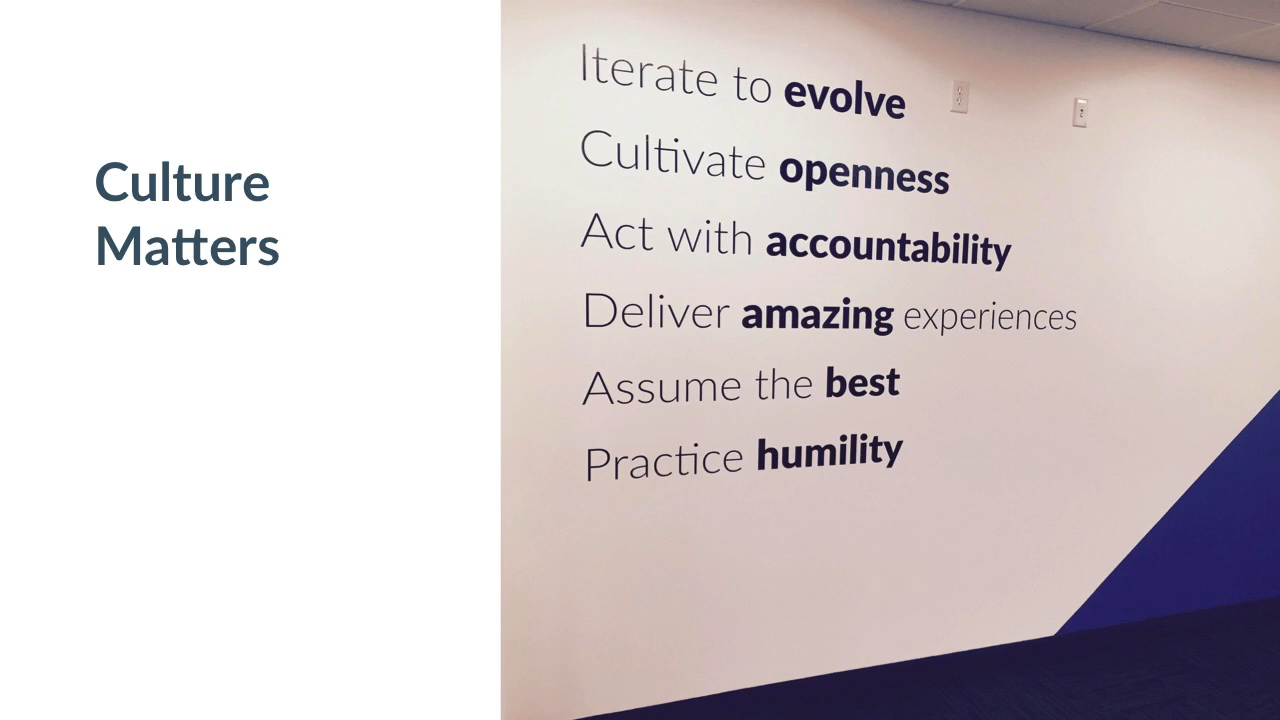 Culture
Matters
Iterate to evolve
Cultivate openness
Act with accountability
Deliver amazing experiences
Assume the best
Practice humility